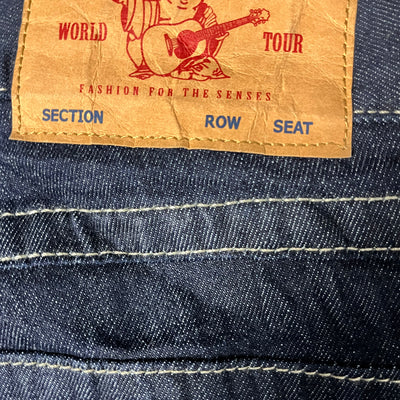 WORLD TOUR
FASHION FOR THE SENSES
SECTION ROW SEAT